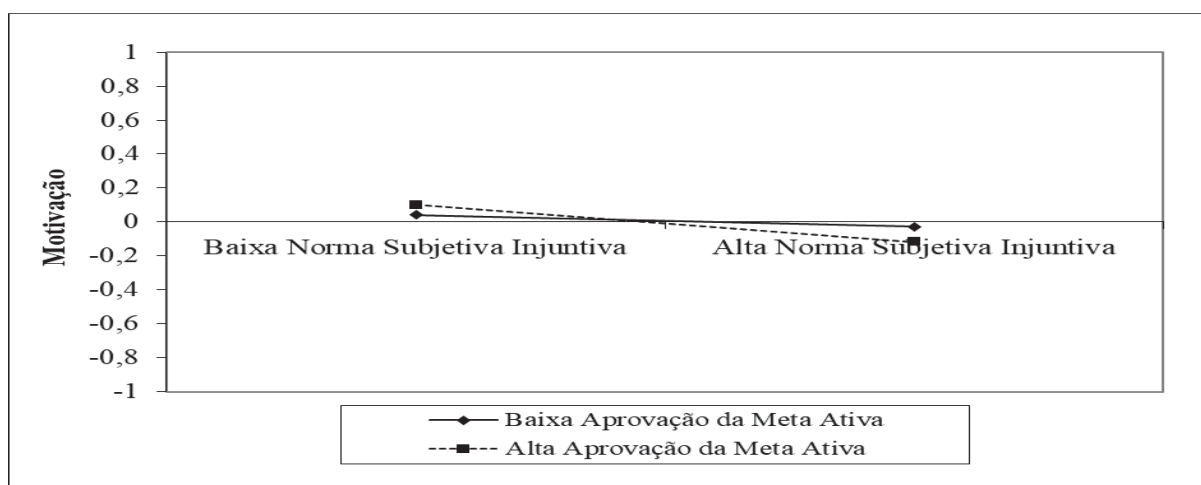 1
0,8
0,6
0,4
0,2
0
-0,2
-0,4
-0,6
-0,8
-1
Motivação
Baixa Norma Subjetiva Injuntiva
Alta Norma Subjetiva Injuntiva
Baixa Aprovação da Meta Ativa
Alta Aprovação da Meta Ativa